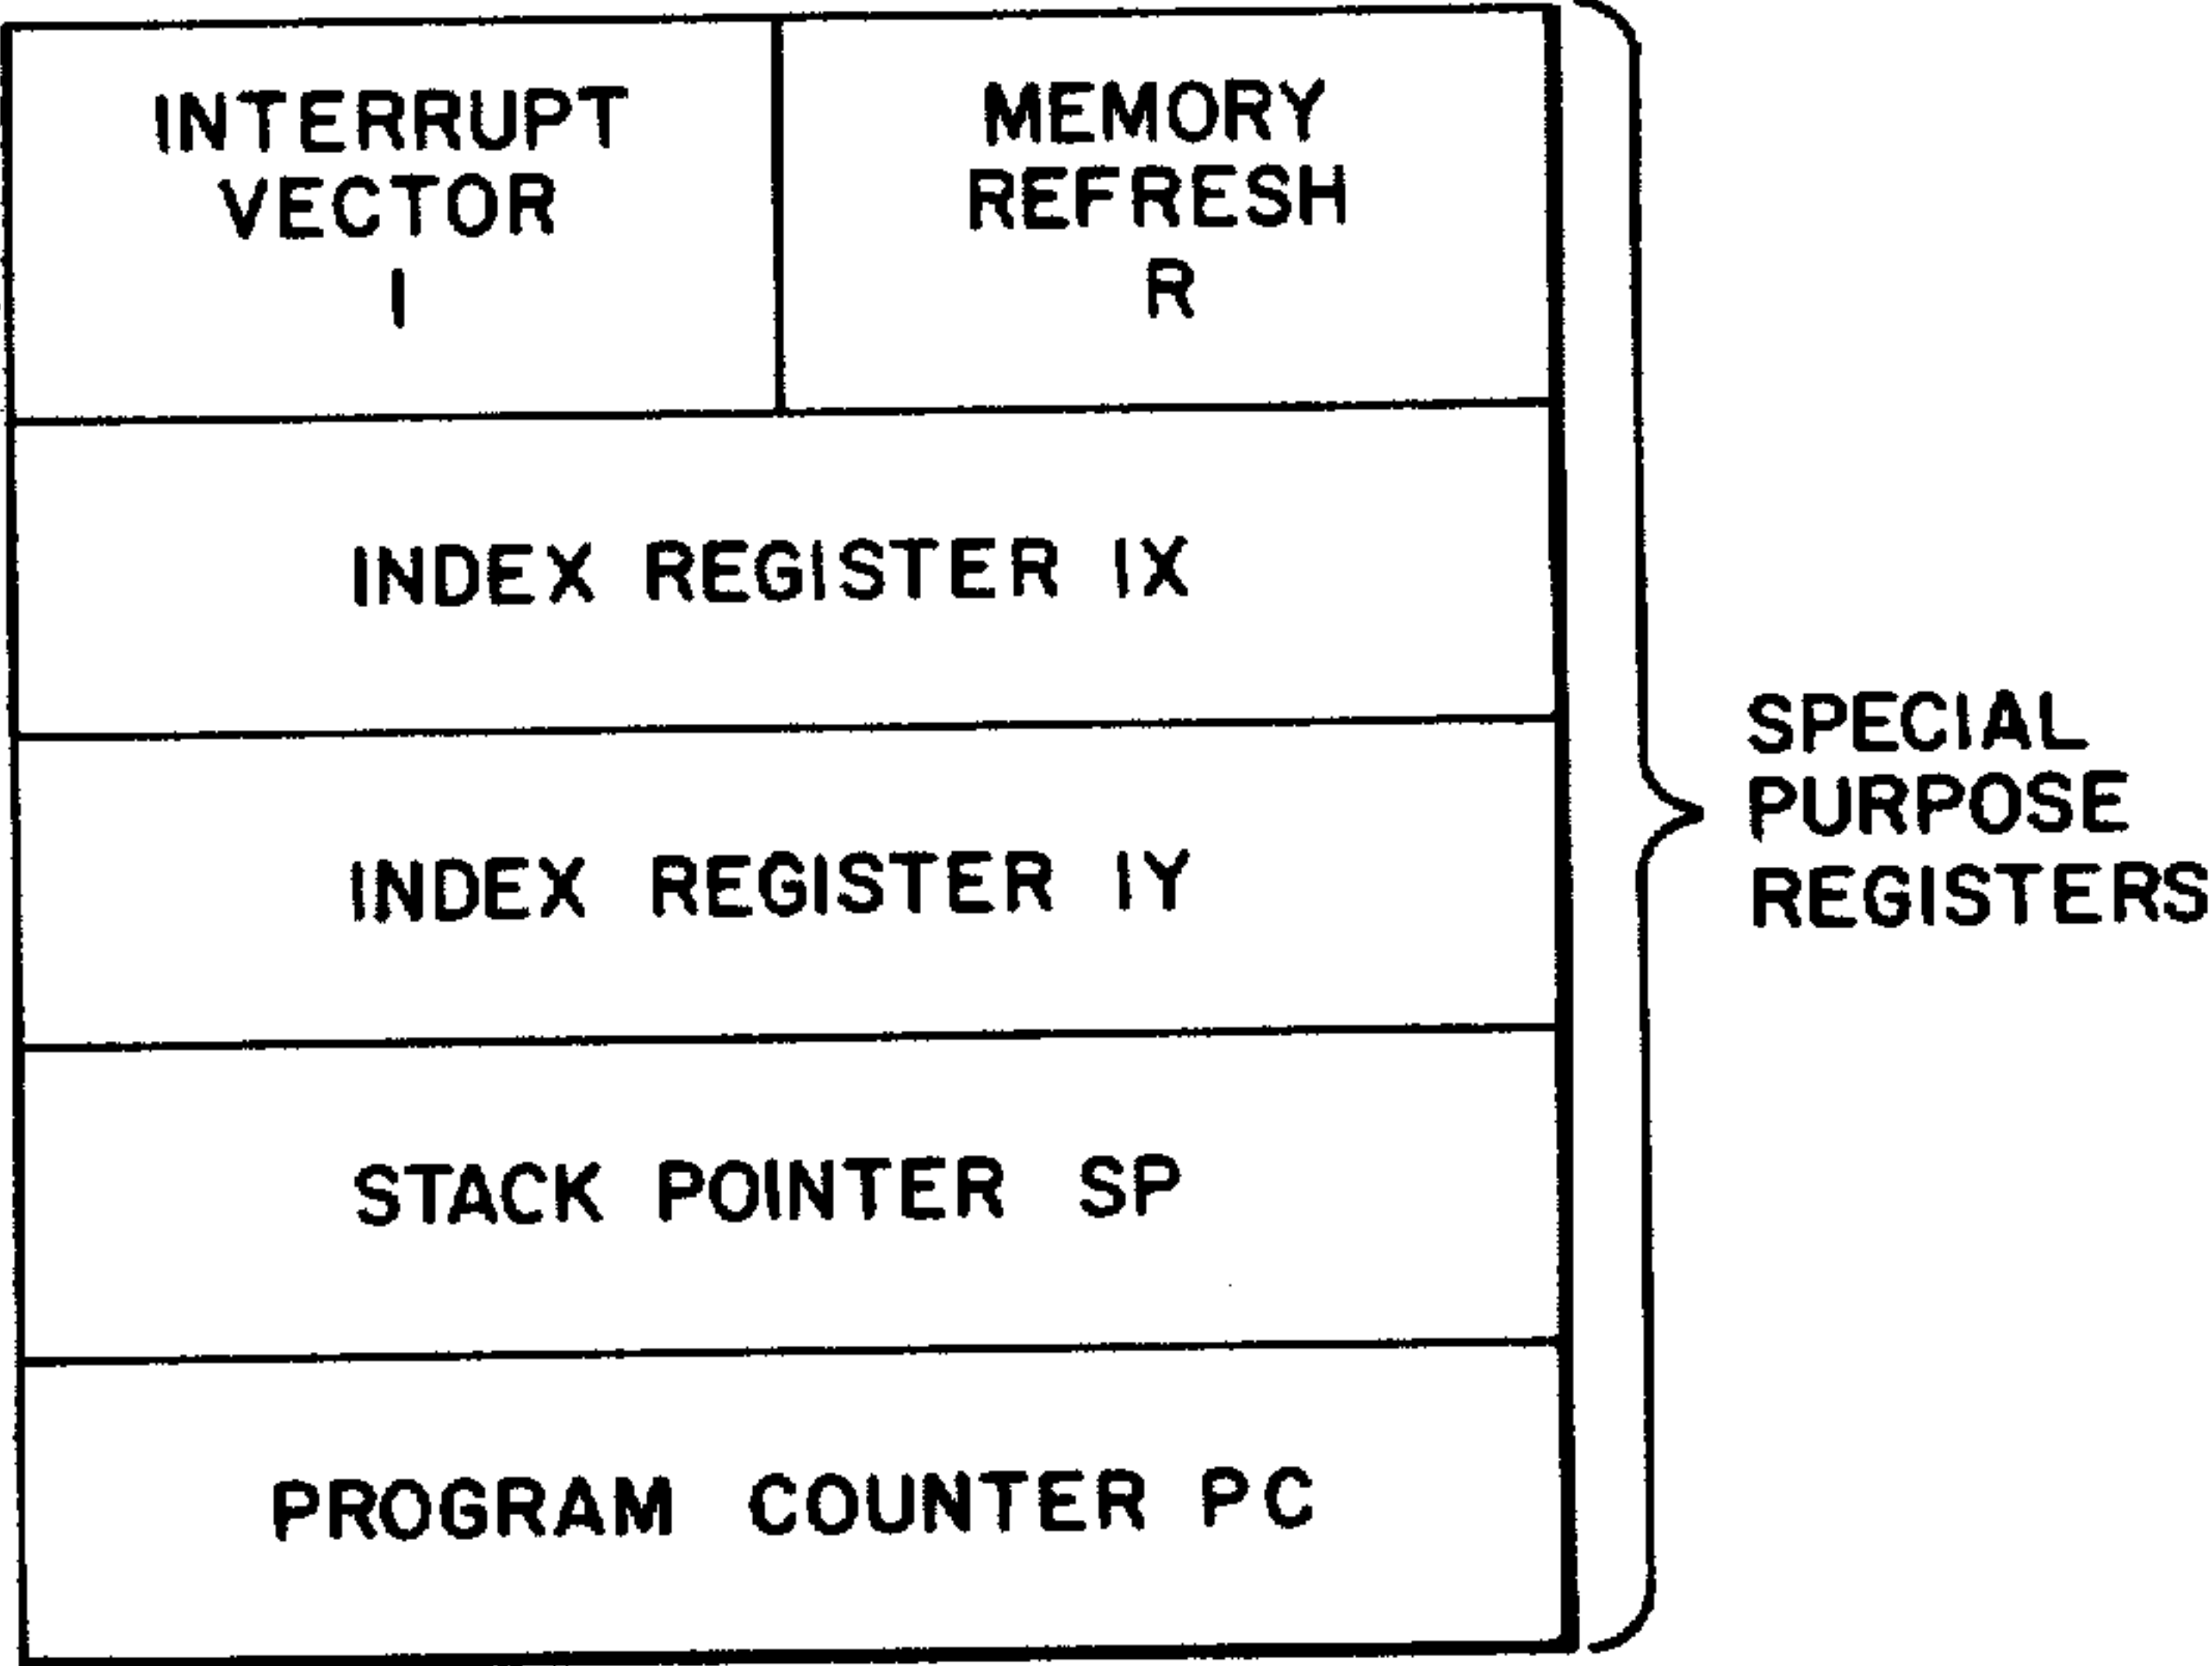 INTERRUPT
VECTOR
I
MEMORY
REFRESH
R
INDEX REGISTER IX
INDEX REGISTER IY
STACK POINTER SP
PROGRAM COUNTER PC
SPECIAL
PURPOSE
REGISTERS